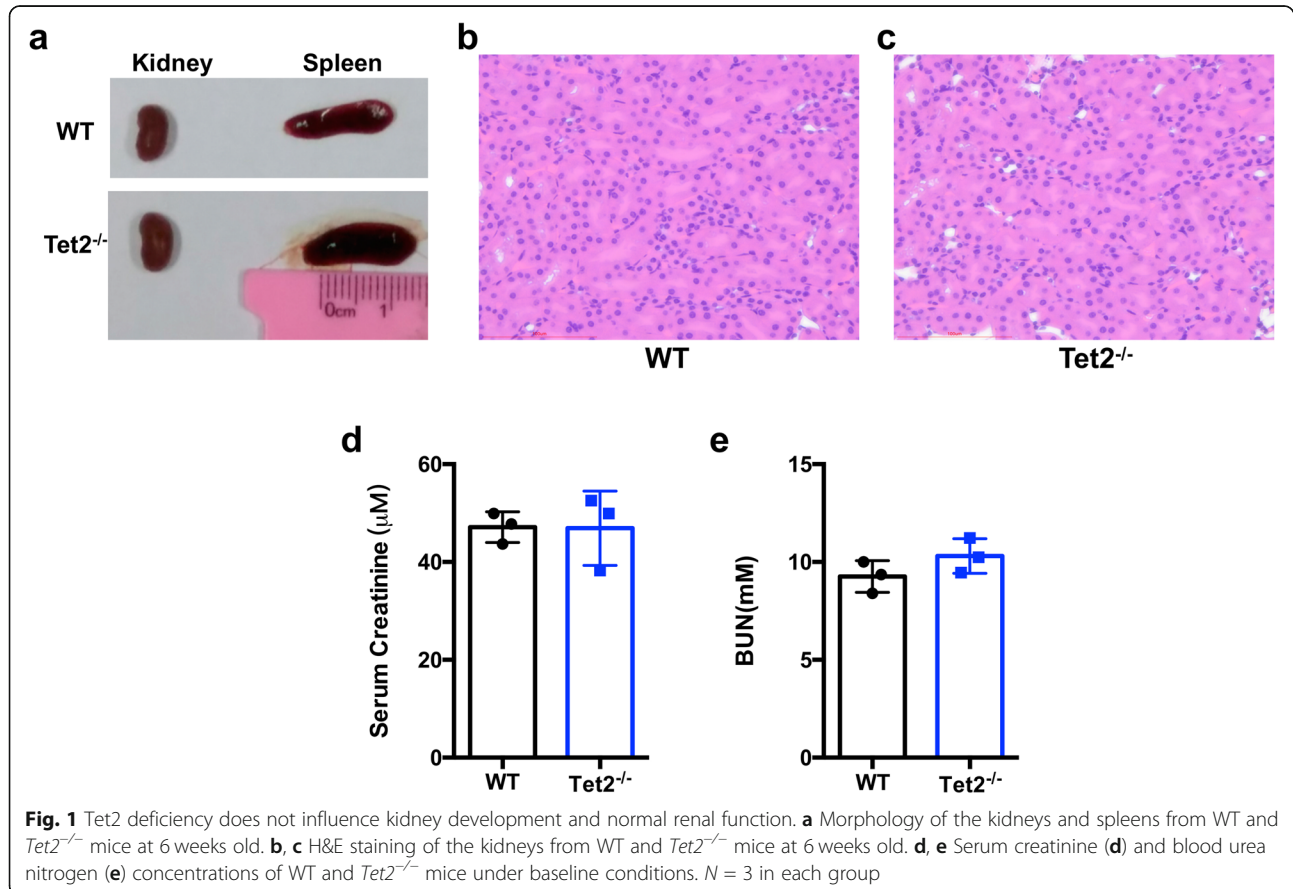 a
Kidney Spleen
WT
Tet2-/-
0cm 1
b
WT
c
Tet2-/-
d
Serum Creatinine (μM)
60
40
20
0
WT Tet2-/-
e
BUN(mM)
15
10
5
0
WT Tet2-/-
Fig. 1 Tet2 deficiency does not influence kidney development and normal renal function. a Morphology of the kidneys and spleens from WT and
Tet2−/− mice at 6 weeks old. b, c H&E staining of the kidneys from WT and Tet2−/− mice at 6 weeks old. d, e Serum creatinine (d) and blood urea
nitrogen (e) concentrations of WT and Tet2−/− mice under baseline conditions. N = 3 in each group